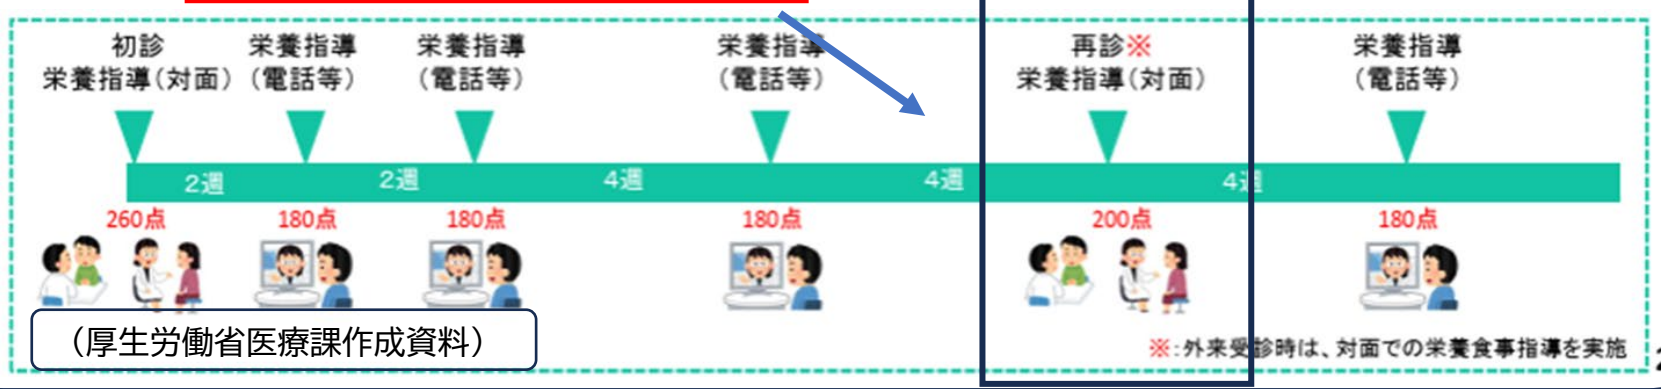 初診
栄養指導（対面）
栄養指導
（電話等）
栄養指導
（電話等）
栄養指導
（電話等）
再診※
栄養指導（対面）
栄養指導
（電話等）
2週
2週
4週
4週
4週
260点
180点
180点
180点
200点
180点
（厚生労働省医療課作成資料）
※：外来受診時は、対面での栄養食事指導を実施